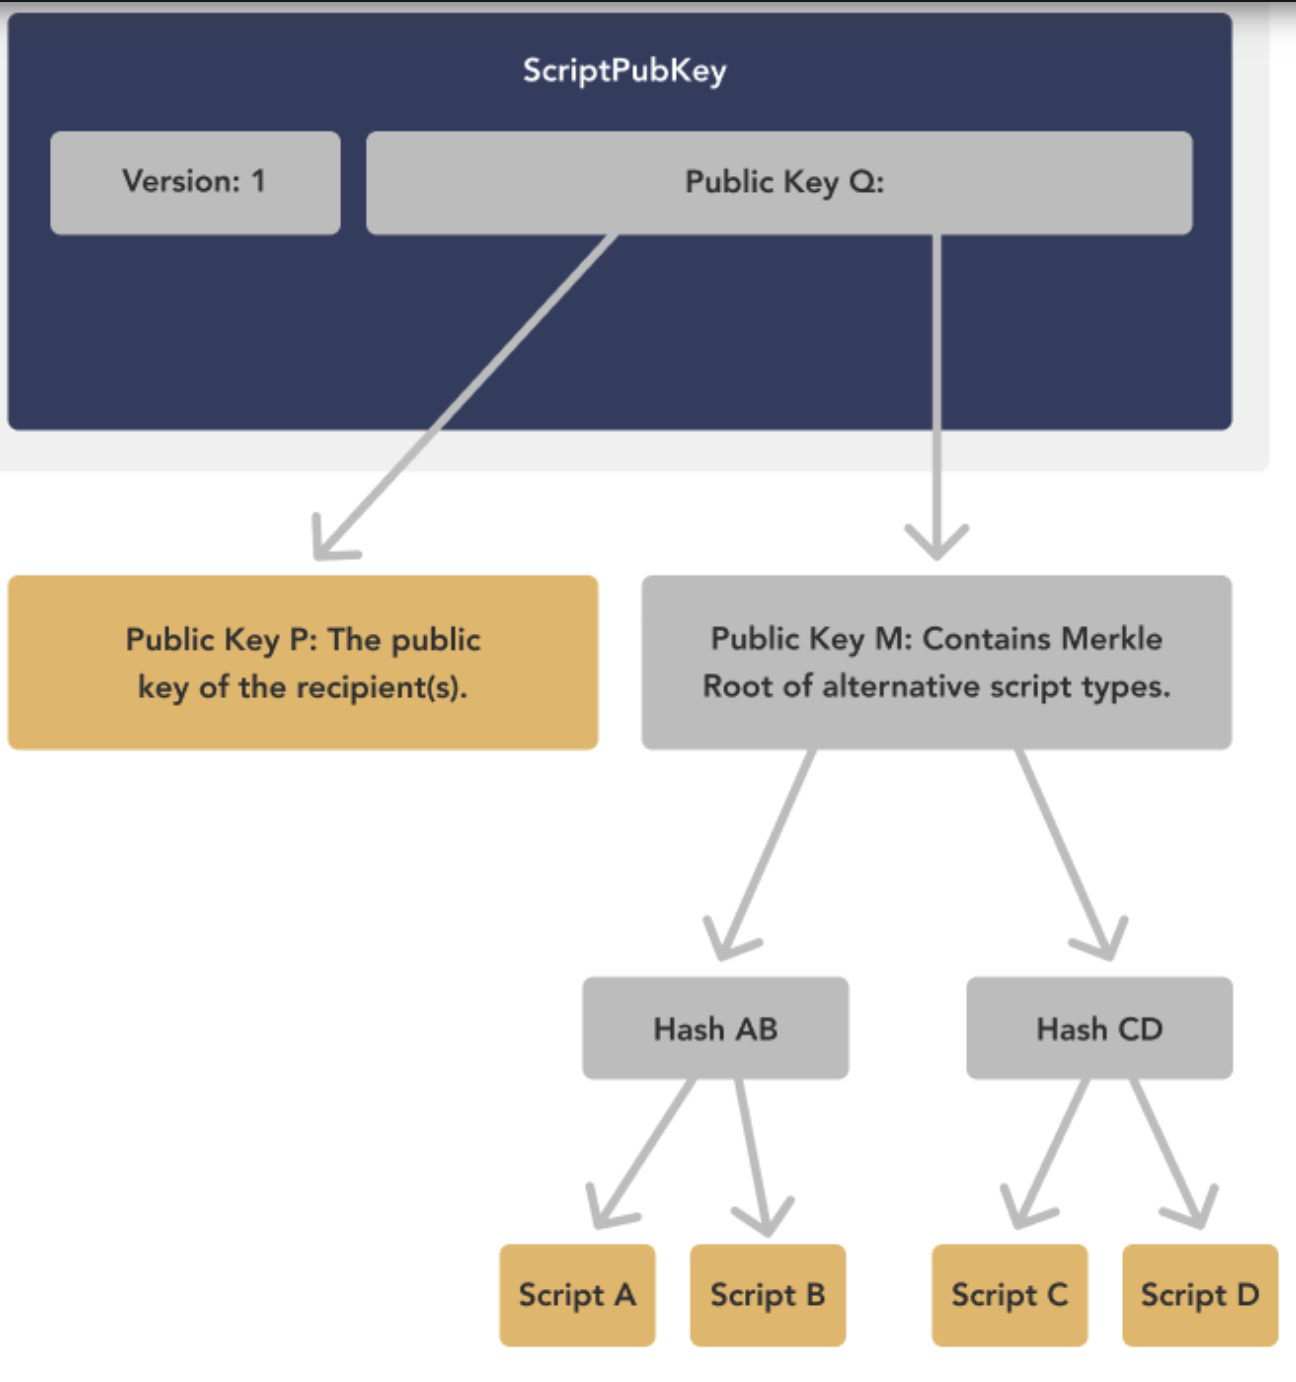 ScriptPubKey
Version: 1
Public Key Q:
Public Key P: The public
key of the recipient(s).
Public Key M: Contains Merkle
Root of alternative script types.
Hash AB
Hash CD
Script A
Script B
Script C
Script D